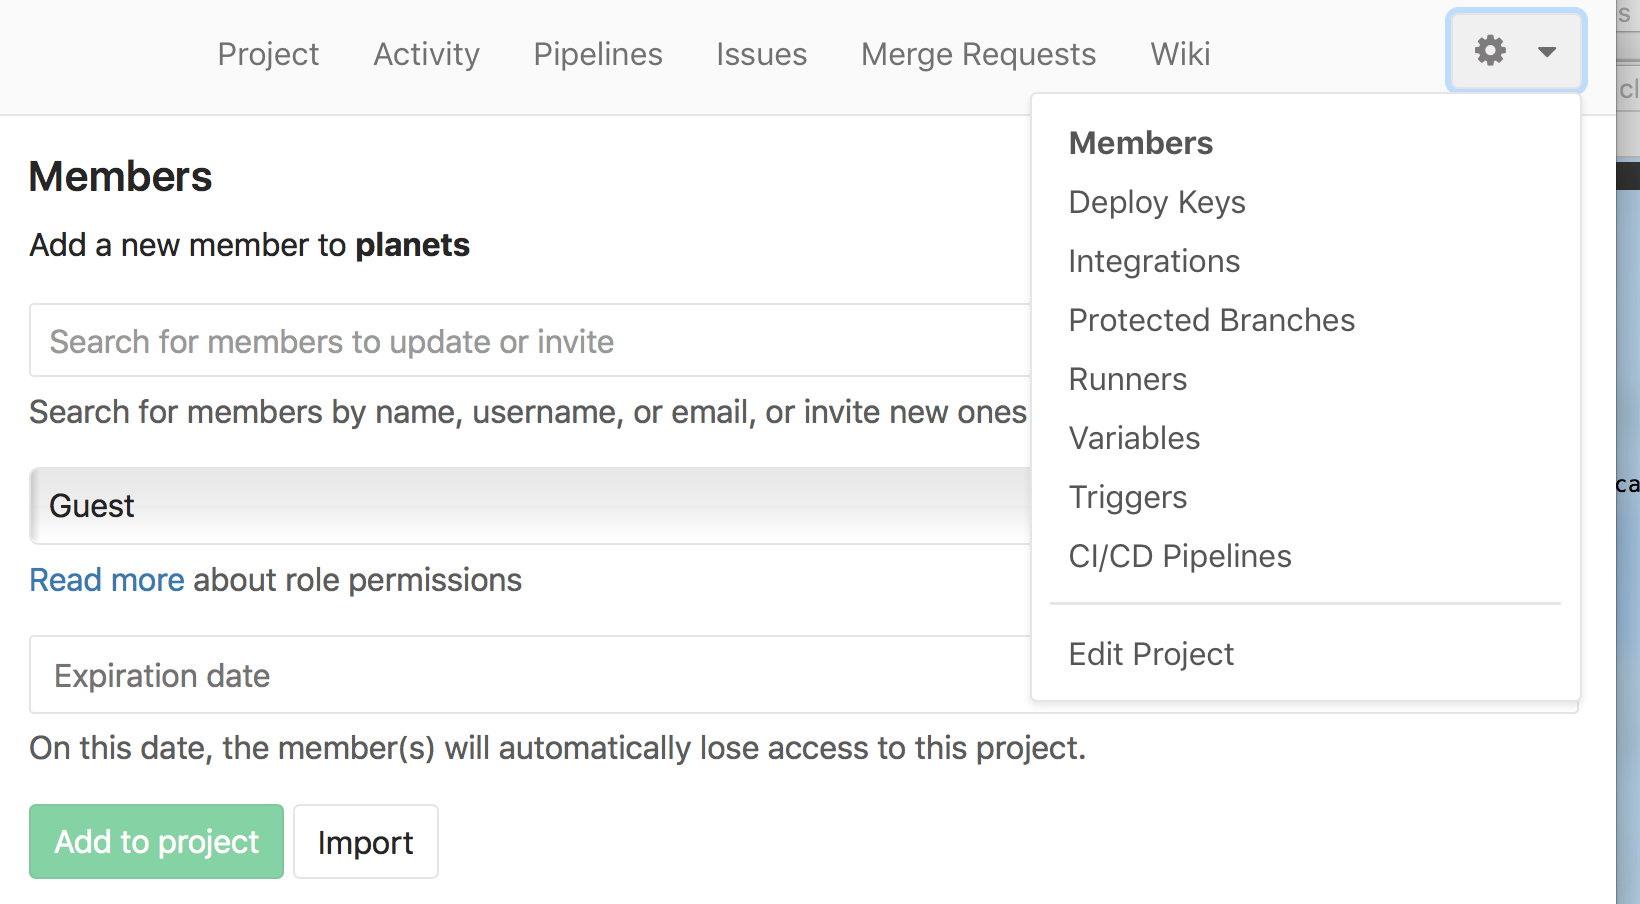 Project Activity Pipelines Issues Merge Requests Wiki
Members
Deploy Keys
Integrations
Protected Branches
Runners
Variables
Triggers
CI/CD Pipelines
Edit Project
Members
Add a new member to planets
Search for members to update or invite
Search for members by name, username, or email, or invite new ones
Guest
Read more about role permissions
Expiration date
On this date, the member(s) will automatically lose access to this project.
Add to project Import